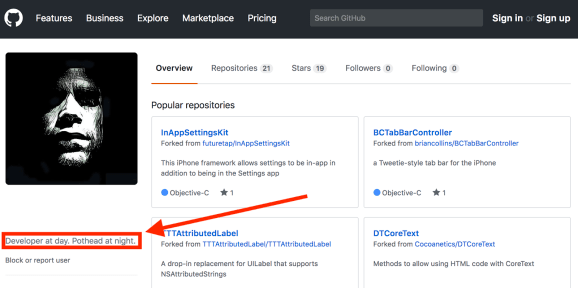 Features Business Explore Marketplace Pricing Search GitHub Sign in or Sign up
Overview Repositories 21 Stars 19 Followers 0 Following 0
Popular repositories
InAppSettingsKit
Forked from futuretap/InAppSettingsKit
This iPhone framework allows settings to be in-app in
addition to being in the Settings app
Objective-C 1
BCTabBarController
Forked from briancollins/BCTabBarController
a Tweetie-style tab bar for the iPhone
Objective-C 1
Developer at day. Pothead at night.
Block or report user
TTTAttributedLabel
Forked from TTTAttributedLabel/TTTAttributedLabel
A drop-in replacement for UILabel that supports
NSAttributedStrings
DTCoreText
Forked from Cocoanetics/DTCoreText
Methods to allow using HTML code with CoreText